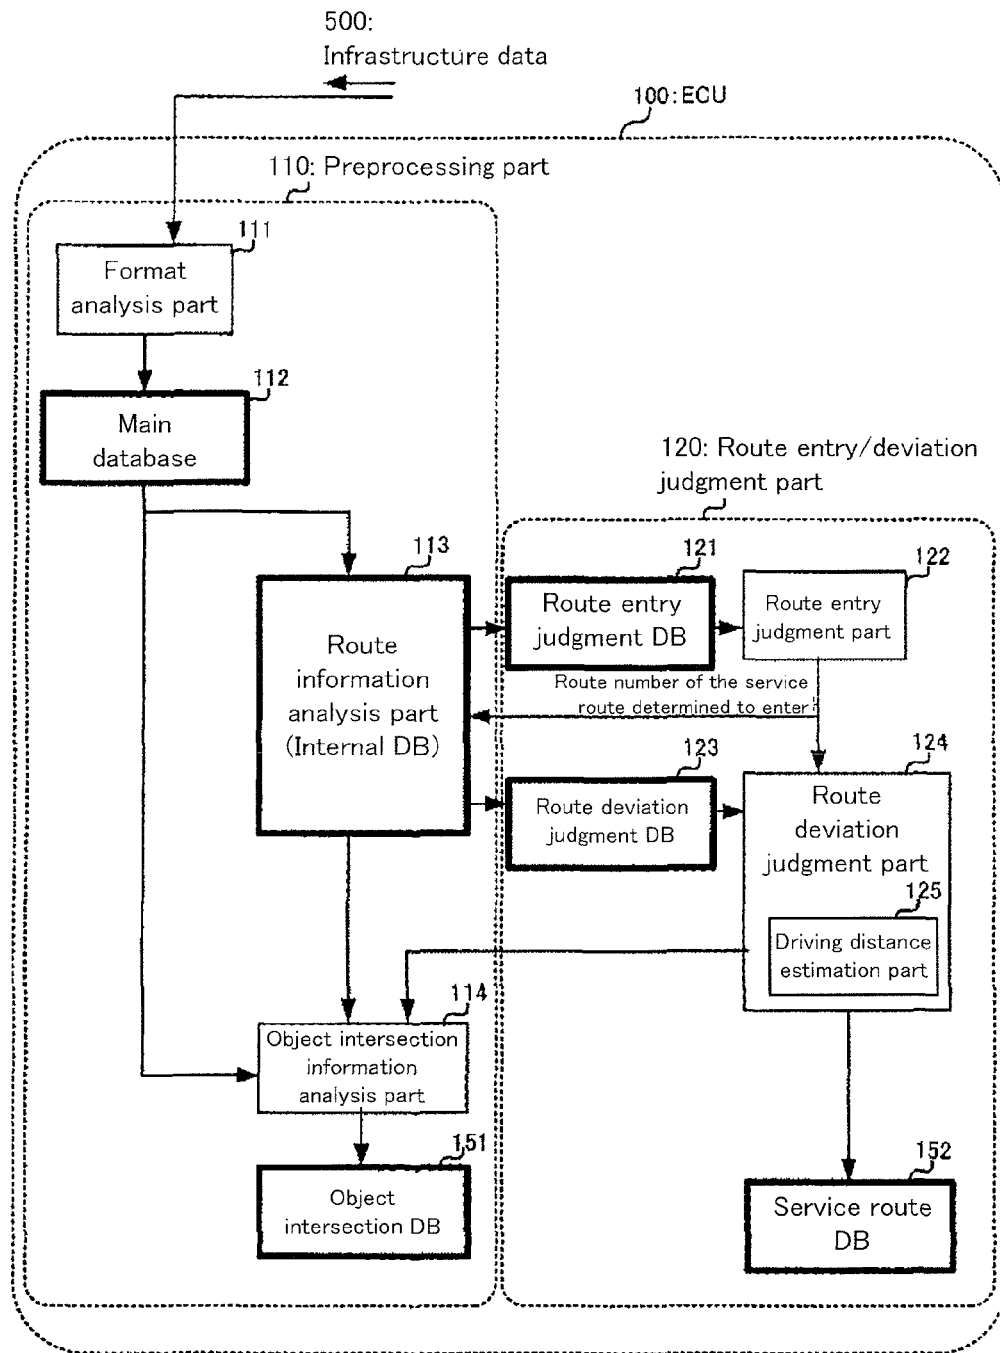 500:
Infrastructure data
100:ECU
110: Preprocessing part
111
Format
analysis part
112
Main
database
120: Route entry/deviation
judgment part
113
Route
information
analysis part
(Internal DB)
121
Route entry
judgment DB
122
Route entry
judgment part
Route number of the service
route determined to enter
123
Route deviation
judgment DB
124
Route
deviation
judgment part
125
Driving distance
estimation part
114
Object intersection
information
analysis part
151
Object
intersection DB
152
Service route
DB